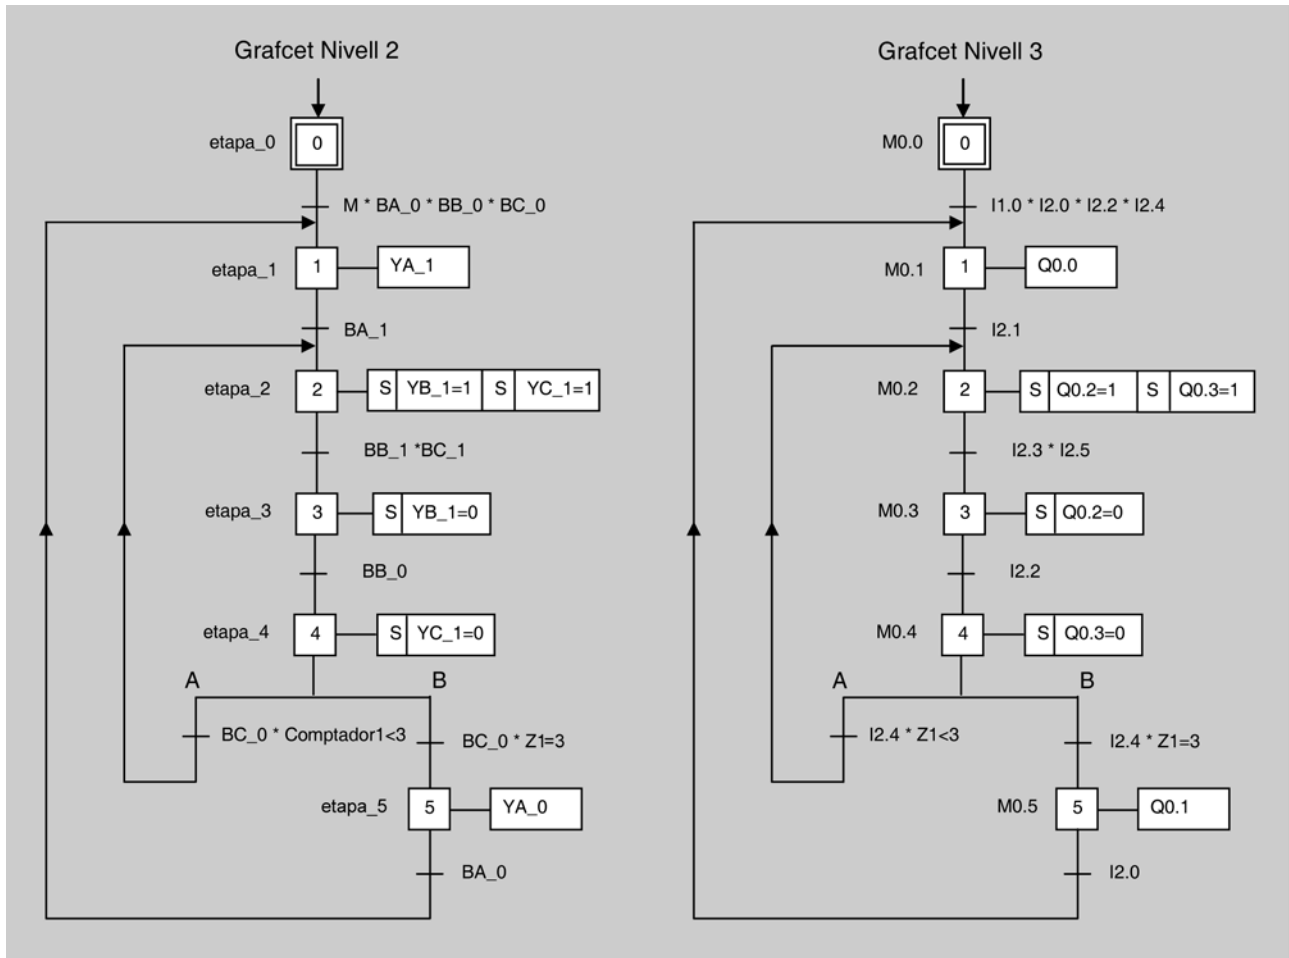 Grafcet Nivell 2
etapa_0
0
M * BA_0 * BB_0 * BC_0
etapa_1
1
YA_1
BA_1
etapa_2
2
S YB_1=1 S YC_1=1
BB_1 *BC_1
etapa_3
3
S YB_1=0
BB_0
etapa_4
4
S YC_1=0
A
B
BC_0 * Comptador1<3
BC_0 * Z1=3
etapa_5
5
YA_0
BA_0
Grafcet Nivell 3
M0.0
0
I1.0 * I2.0 * I2.2 * I2.4
M0.1
1
Q0.0
I2.1
M0.2
2
S Q0.2=1 S Q0.3=1
I2.3 * I2.5
M0.3
3
S Q0.2=0
I2.2
M0.4
4
S Q0.3=0
A
B
I2.4 * Z1<3
I2.4 * Z1=3
M0.5
5
Q0.1
I2.0